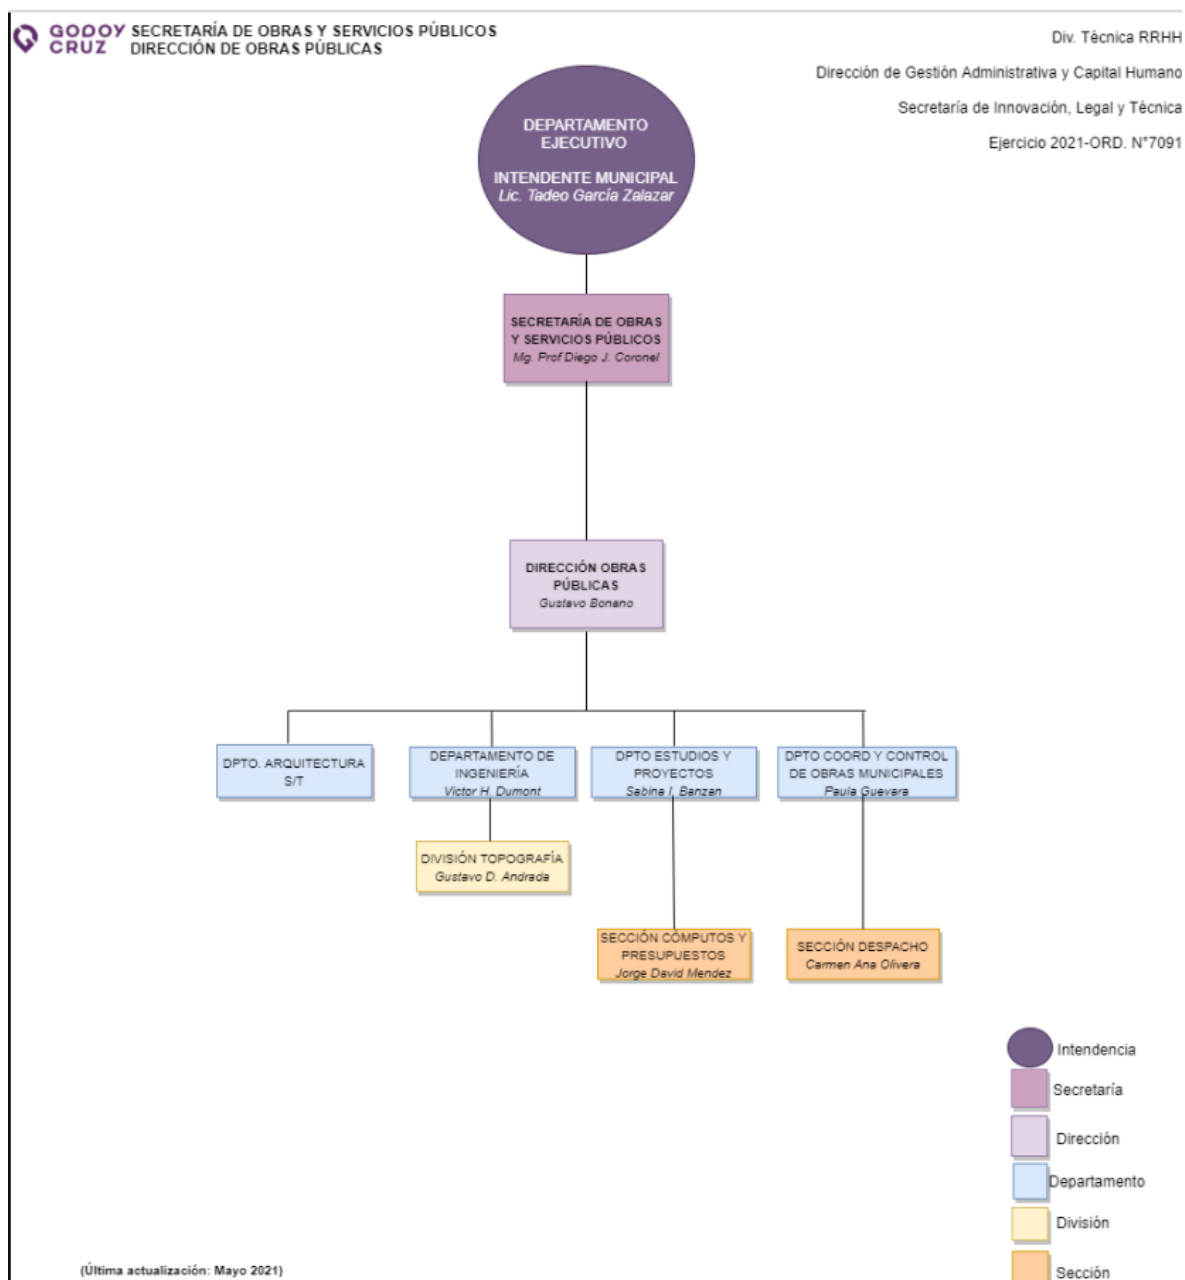 GODOY
CRUZ
SECRETARÍA DE OBRAS Y SERVICIOS PÚBLICOS
DIRECCIÓN DE OBRAS PÚBLICAS
Div. Técnica RRHH
Dirección de Gestión Administrativa y Capital Humano
Secretaría de Innovación, Legal y Técnica
Ejercicio 2021-ORD. N°7091
DEPARTAMENTO
EJECUTIVO
INTENDENTE MUNICIPAL
Lic. Tadeo García Zalazar
SECRETARÍA DE OBRAS
Y SERVICIOS PÚBLICOS
Mg. Prof Diego J. Coronel
DIRECCIÓN OBRAS
PÚBLICAS
Gustavo Bonano
DPTO. ARQUITECTURA
S/T
DEPARTAMENTO DE
INGENIERÍA
Victor H. Dumont
DPTO ESTUDIOS Y
PROYECTOS
Sabina I. Banzan
DPTO COORD Y CONTROL
DE OBRAS MUNICIPALES
Paula Guevara
DIVISIÓN TOPOGRAFÍA
Gustavo D. Andrada
SECCIÓN CÓMPUTOS Y
PRESUPUESTOS
Jorge David Mendez
SECCIÓN DESPACHO
Carmen Ana Olivera
Intendencia
Secretaría
Dirección
Departamento
División
Sección
(Última actualización: Mayo 2021)